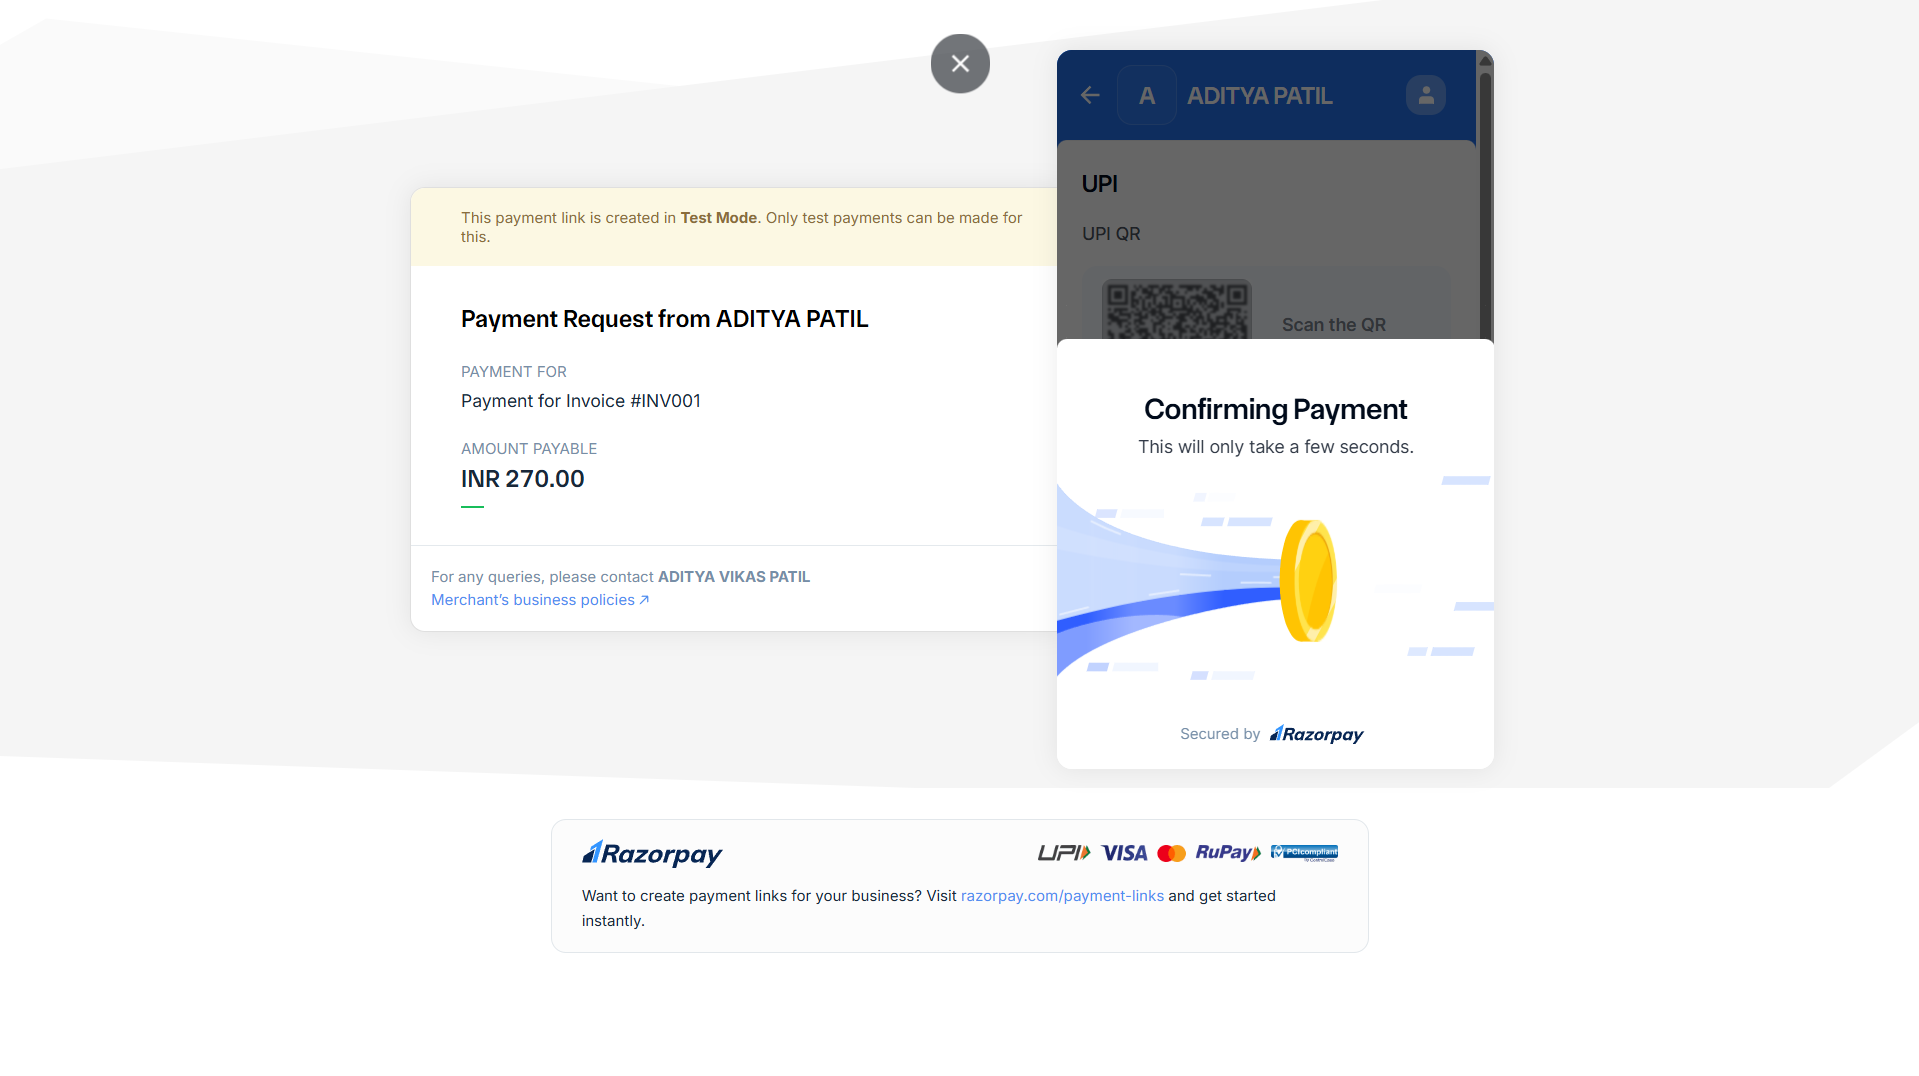 This payment link is created in Test Mode. Only test payments can be made for
this.
Payment Request from ADITYA PATIL
PAYMENT FOR
Payment for Invoice #INV001
AMOUNT PAYABLE
INR 270.00
For any queries, please contact ADITYA VIKAS PATIL
Merchant's business policies
A ADITYA PATIL
UPI
UPI QR
Scan the QR
Confirming Payment
This will only take a few seconds.
Secured by Razorpay
Razorpay
UPI VISA RuPay PCI compliant
Want to create payment links for your business? Visit razorpay.com/payment-links and get started
instantly.